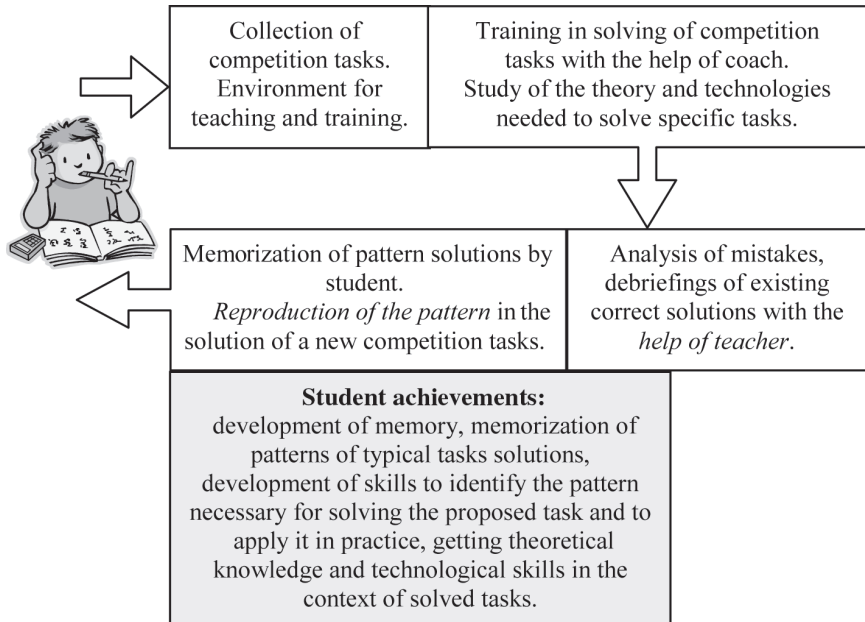 Collection of
competition tasks.
Environment for
teaching and training.
Training in solving of competition
tasks with the help of coach.
Study of the theory and technologies
needed to solve specific tasks.
Memorization of pattern solutions by
student.
Reproduction of the pattern in the
solution of a new competition tasks.
Analysis of mistakes,
debriefings of existing
correct solutions with the
help of teacher.
Student achievements:
development of memory, memorization of
patterns of typical tasks solutions,
development of skills to identify the pattern
necessary for solving the proposed task and to
apply it in practice, getting theoretical
knowledge and technological skills in the
context of solved tasks.